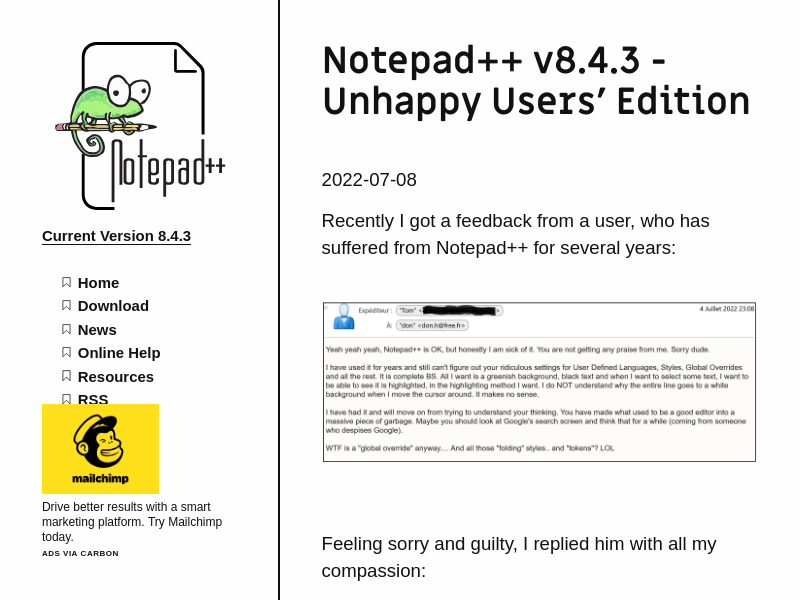 Notepad++
Current Version 8.4.3
Home
Download
News
Online Help
Resources
RSS
mailchimp
Drive better results with a smart
marketing platform. Try Mailchimp
today.
ADS VIA CARBON
Notepad++ v8.4.3 -
Unhappy Users’ Edition
2022-07-08
Recently I got a feedback from a user, who has
suffered from Notepad++ for several years:
Expéditeur : "Tom" < > 4 Juillet 2022 23:08
À: "don" <don.h@free.fr>
Yeah yeah yeah, Notepad++ is OK, but honestly I am sick of it. You are not getting any praise from me. Sorry dude.
I have used it for years and still can't figure out your ridiculous settings for User Defined Languages, Styles, Global Overrides
and all the rest. It is complete BS. All I want is a greenish background, black text and when I want to select some text, I want to
be able to see it is highlighted, in the highlighting method I want. I do NOT understand why the entire line goes to a white
background when I move the cursor around. It makes no sense.
I have had it and will move on from trying to understand your thinking. You have made what used to be a good editor into a
massive piece of garbage. Maybe you should look at Google's search screen and think that for a while (coming from someone
who despises Google).
WTF is a "global override" anyway.... And all those "folding" styles.. and "tokens"? LOL
Feeling sorry and guilty, I replied him with all my
compassion: